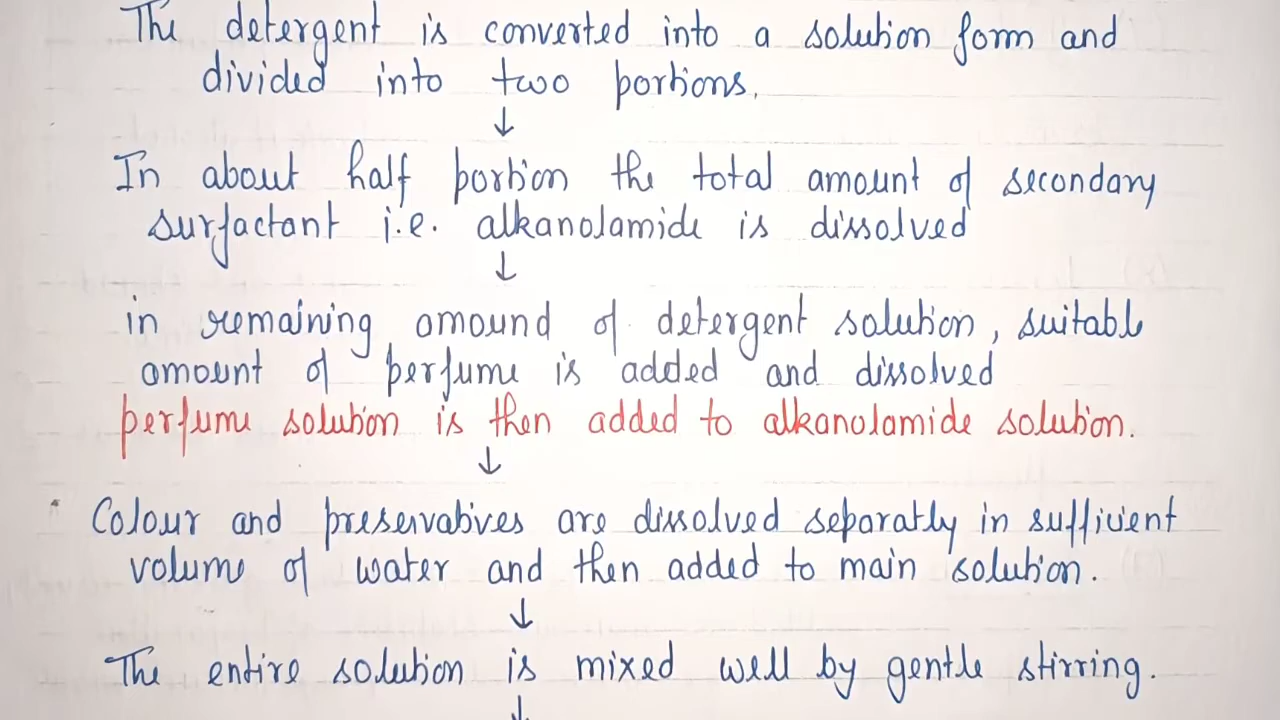 The detergent is converted into a solution form and
divided into two portions.
↓
In about half portion the total amount of secondary
surfactant i.e. alkanolamide is dissolved
↓
in remaining amound of detergent solution, suitable
amount of perfume is added and dissolved
perfume solution is then added to alkanolamide solution.
↓
Colour and preservatives are dissolved separatly in sufficient
volume of water and then added to main solution.
↓
The entire solution is mixed well by gentle stirring.
↓